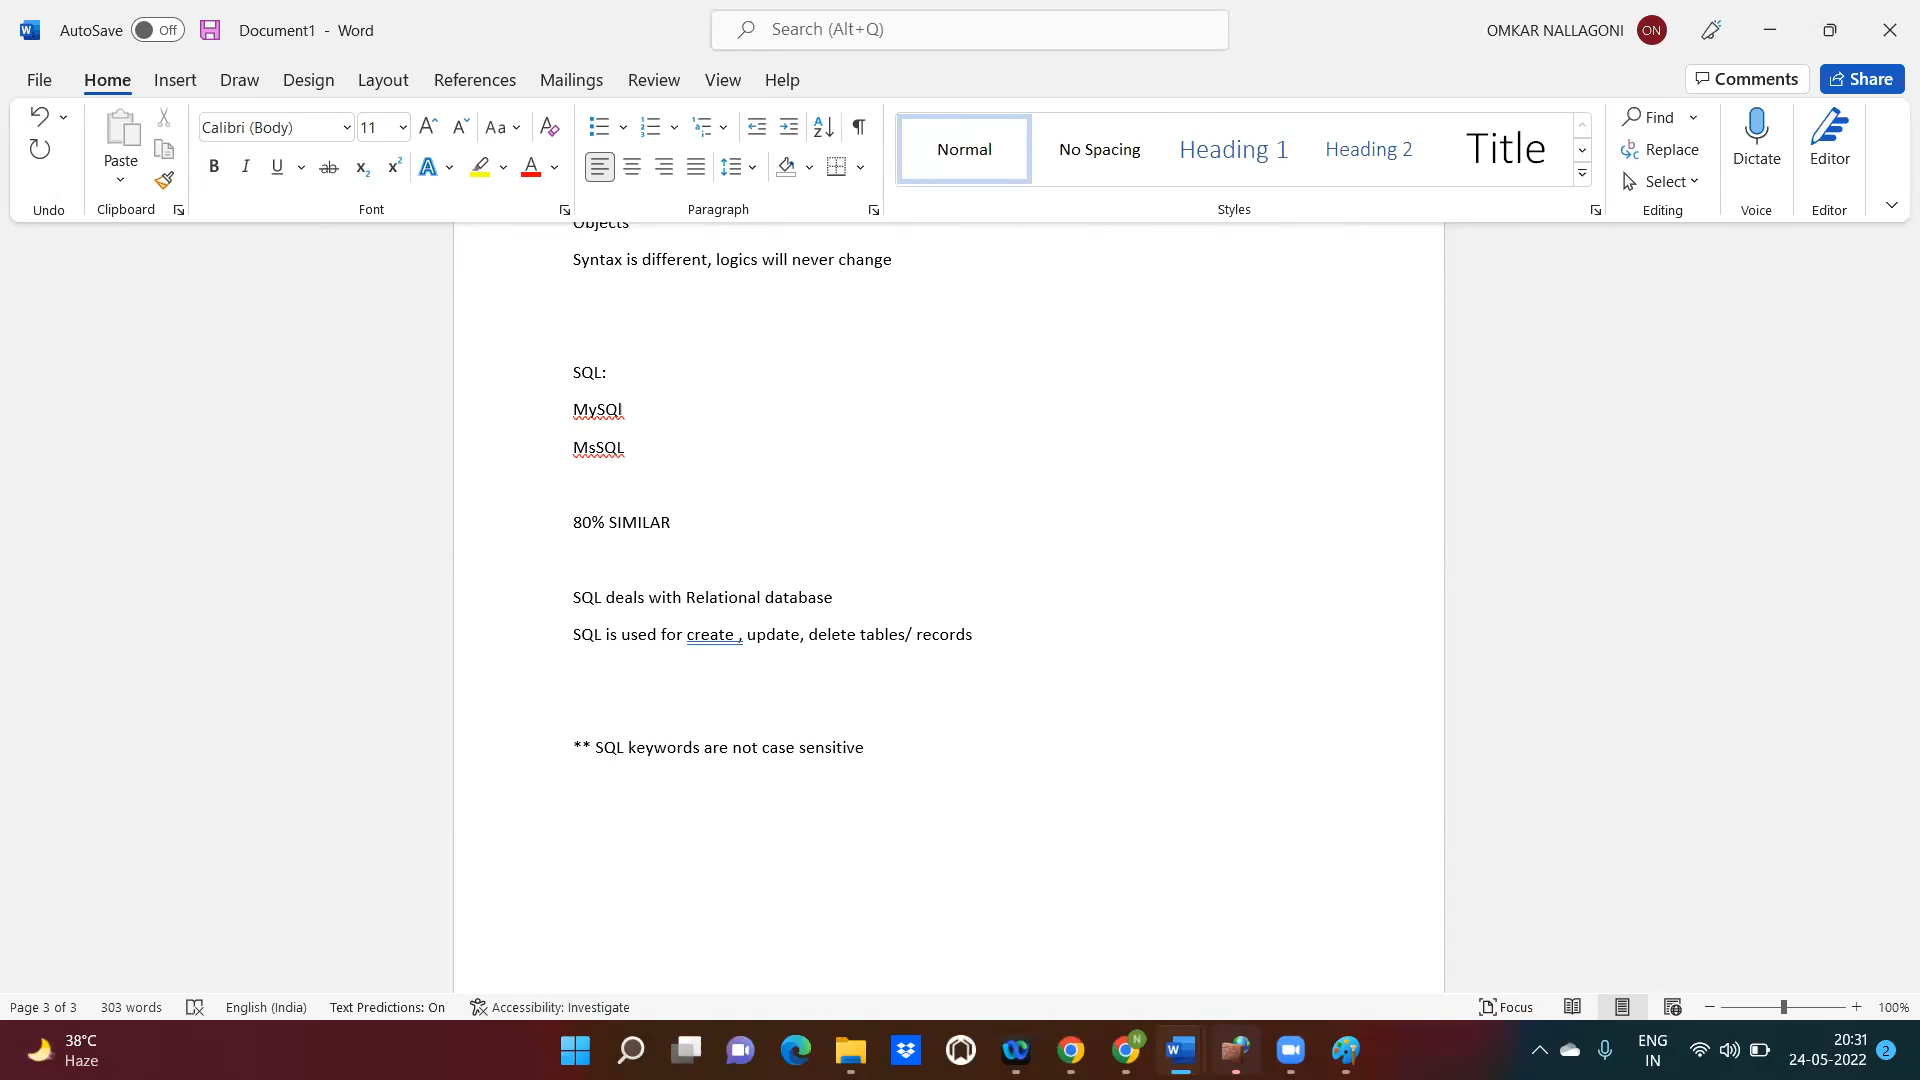 AutoSave Off Document1 - Word Search (Alt+Q) OMKAR NALLAGONI ON
File Home Insert Draw Design Layout References Mailings Review View Help Comments Share
Calibri (Body) 11 Aa Normal No Spacing Heading 1 Heading 2 Title Find
Paste Replace Dictate Editor
Select
Undo Clipboard Font Paragraph Styles Editing Voice Editor
Objects
Syntax is different, logics will never change
SQL:
MySQl
MsSQL
80% SIMILAR
SQL deals with Relational database
SQL is used for create , update, delete tables/ records
** SQL keywords are not case sensitive
Page 3 of 3 303 words English (India) Text Predictions: On Accessibility: Investigate Focus 100%
38°C
Haze
ENG
IN
20:31
24-05-2022
2